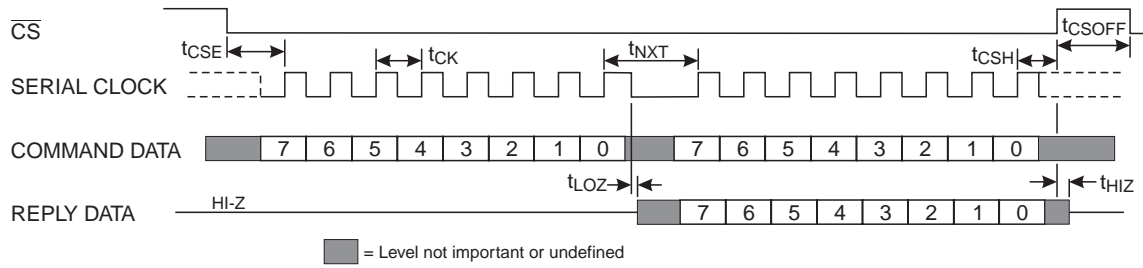 CS tCSOFF
tCSE tCK tNXT tCSH
SERIAL CLOCK
COMMAND DATA 7 6 5 4 3 2 1 0 7 6 5 4 3 2 1 0
tLOZ tHIZ
REPLY DATA HI-Z 7 6 5 4 3 2 1 0
= Level not important or undefined